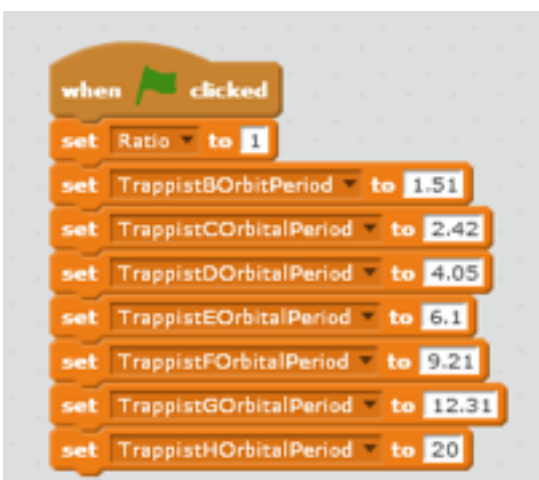 when clicked
set Ratio to 1
set TrappistBOrbitPeriod to 1.51
set TrappistCOrbitalPeriod to 2.42
set TrappistDOrbitalPeriod to 4.05
set TrappistEOrbitalPeriod to 6.1
set TrappistFOrbitalPeriod to 9.21
set TrappistGOrbitalPeriod to 12.31
set TrappistHOrbitalPeriod to 20